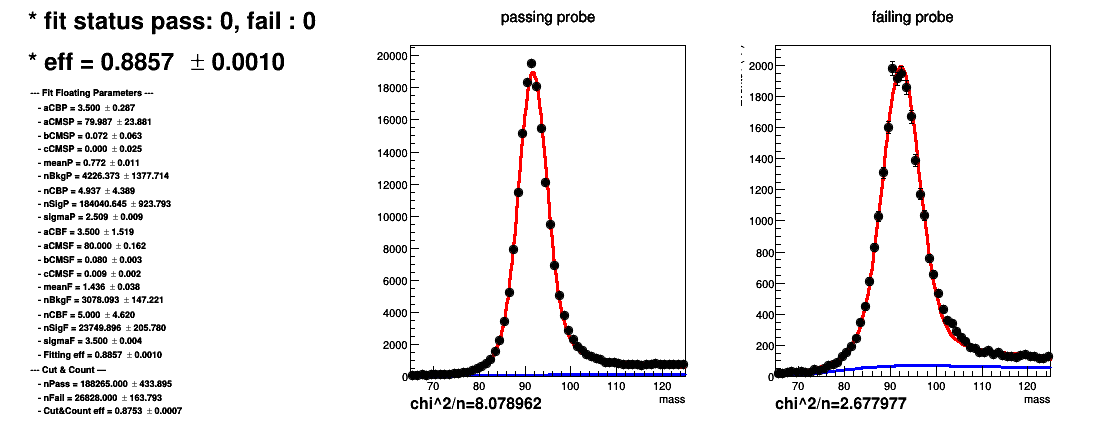 * fit status pass: 0, fail : 0
* eff = 0.8857 ± 0.0010
--- Fit Floating Parameters ---
- aCBP = 3.500 ± 0.287
- aCMSP = 79.987 ± 23.881
- bCMSP = 0.072 ± 0.063
- cCMSP = 0.000 ± 0.025
- meanP = 0.772 ± 0.011
- nBkgP = 4226.373 ± 1377.714
- nCBP = 4.937 ± 4.389
- nSigP = 184040.645 ± 923.793
- sigmaP = 2.509 ± 0.009
- aCBF = 3.500 ± 1.519
- aCMSF = 80.000 ± 0.162
- bCMSF = 0.080 ± 0.003
- cCMSF = 0.009 ± 0.002
- meanF = 1.436 ± 0.038
- nBkgF = 3078.093 ± 147.221
- nCBF = 5.000 ± 4.620
- nSigF = 23749.896 ± 205.780
- sigmaF = 3.500 ± 0.004
- Fitting eff = 0.8857 ± 0.0010
--- Cut & Count ---
- nPass = 188265.000 ± 433.895
- nFail = 26828.000 ± 163.793
- Cut&Count eff = 0.8753 ± 0.0007
passing probe
20000
18000
16000
14000
12000
10000
8000
6000
4000
2000
0
70 80 90 100 110 120
mass
chi^2/n=8.078962
failing probe
2000
1800
1600
1400
1200
1000
800
600
400
200
0
70 80 90 100 110 120
mass
chi^2/n=2.677977